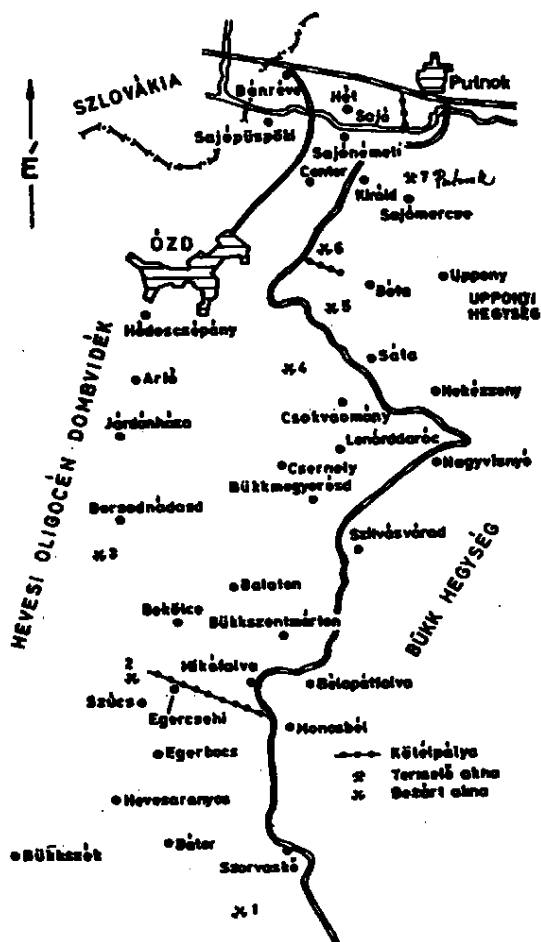 Putnok
SZLOVÁKIA
Bánréve
Hét
Sajó
Sajópüspöki
Sajónémeti
É
Center
Királd
7 Putnok
Sajómercse
ÓZD
6
Uppony
Bóta
UPPONYI
HEGYSÉG
5
Hódoscsépány
Sáta
4
Arló
Nekézseny
Csokvaomány
Járdánháza
Lénárddaróc
Csernely
Nagyvisnyó
Bükkmogyorósd
Borsodnádasd
Szilvásvárad
3
HEVESI OLIGOCÉN DOMBVIDÉK
BÜKK HEGYSÉG
Balaton
Bekölce
Bükkszentmárton
2
Mikófalva
Bélapátfalva
Szúcs
Egercsehi
Monosbél
Egerbocs
Kötélpálya
Termelő akna
Bezárt akna
Hevesaranyos
Bükkszék
Bátor
Szarvaskő
1